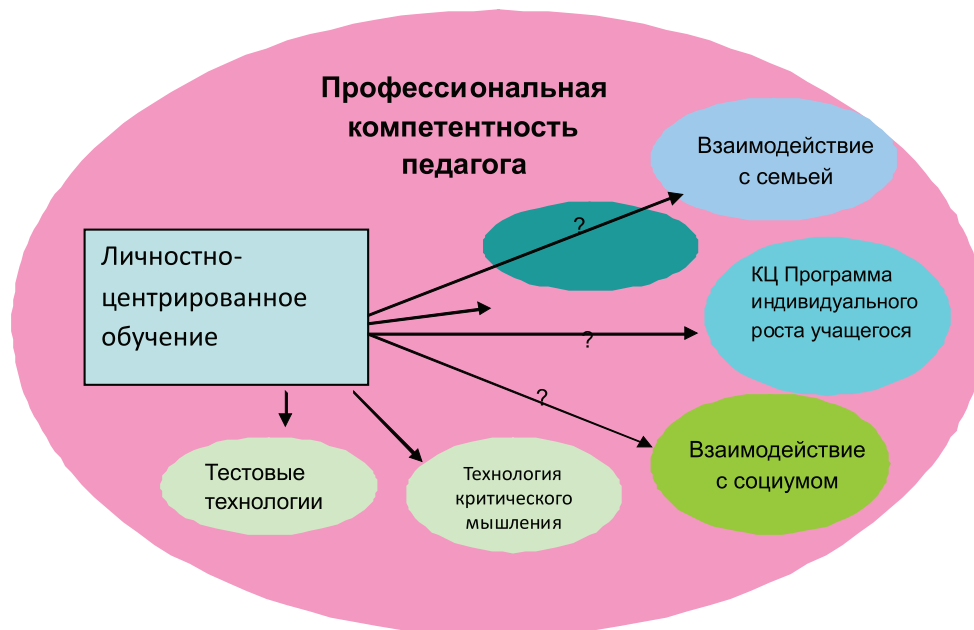 Профессиональная
компетентность
педагога
Взаимодействие
с семьей
?
Личностно-
центрированное
обучение
КЦ Программа
индивидуального
роста учащегося
?
?
Взаимодействие
с социумом
Тестовые
технологии
Технология
критического
мышления